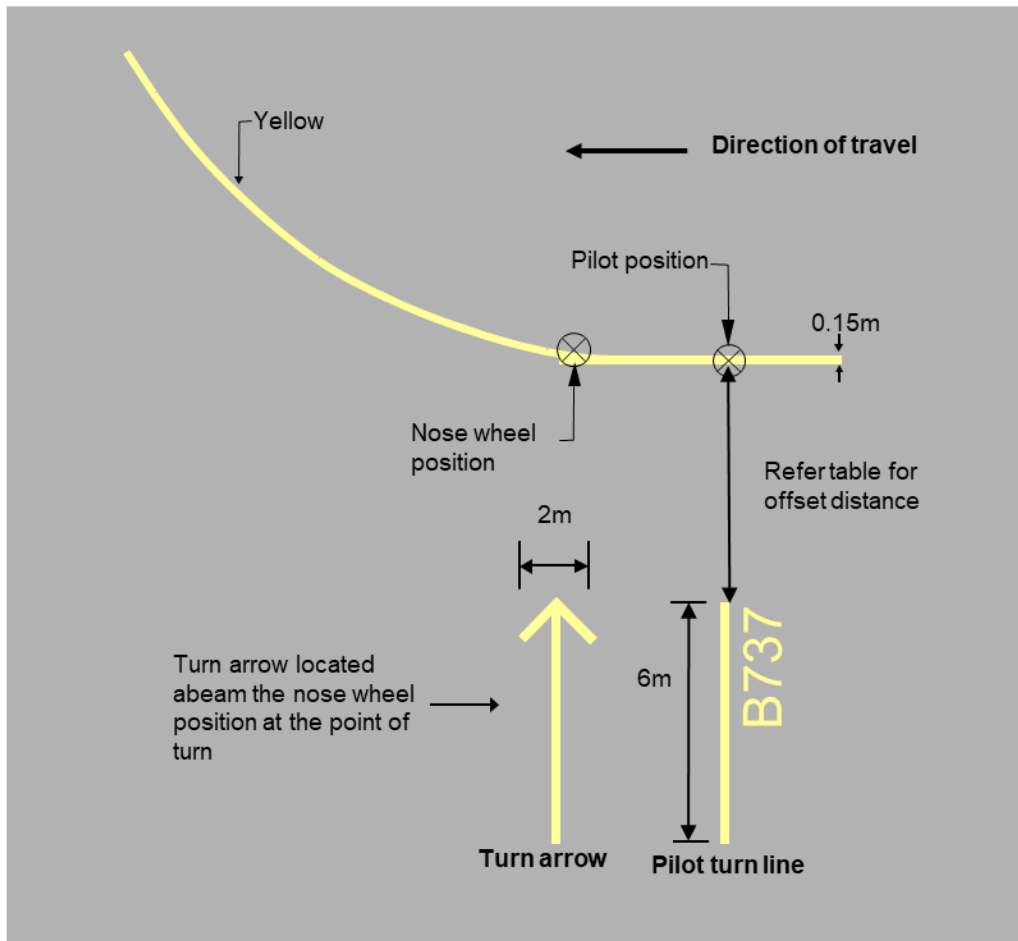 Yellow
Direction of travel
Pilot position
0.15m
Nose wheel
position
Refer table for
offset distance
2m
Turn arrow located
abeam the nose wheel
position at the point of
turn
6m
B737
Turn arrow
Pilot turn line